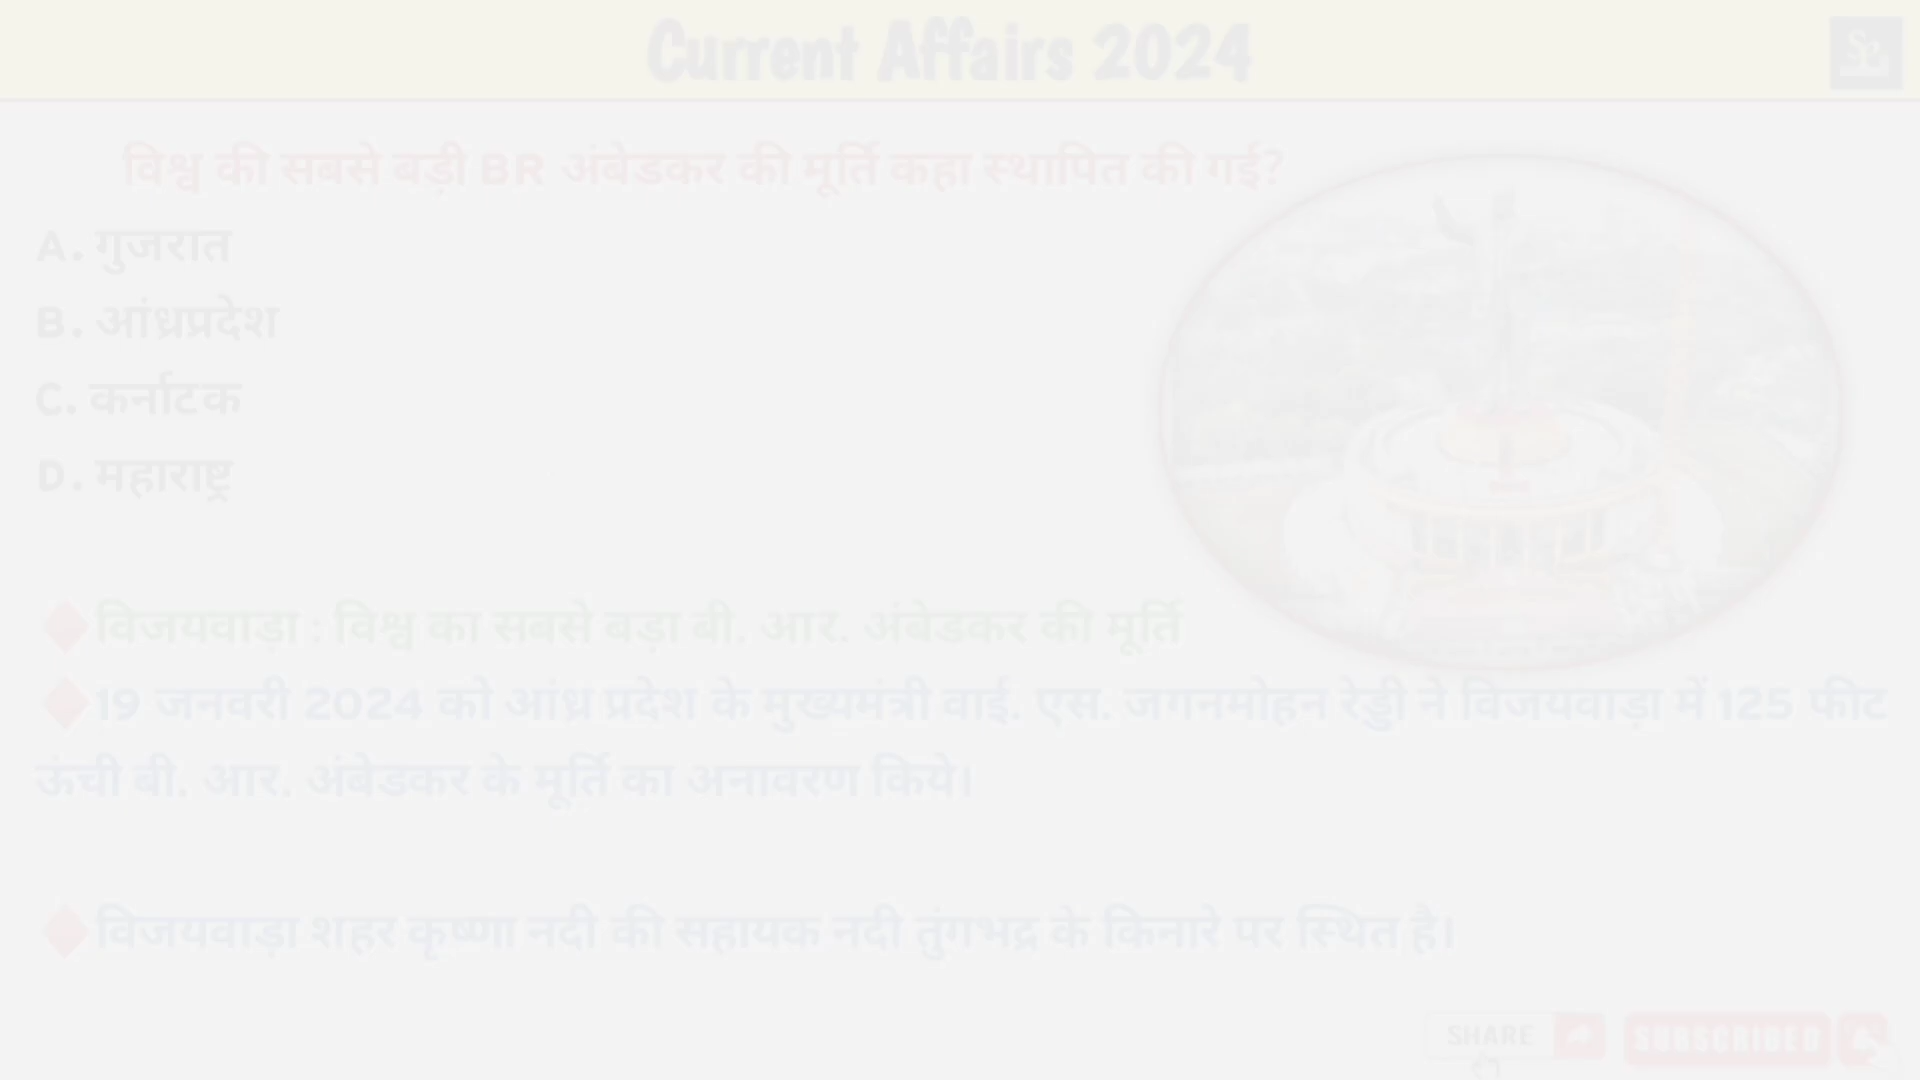 Current Affairs 2024
विश्व की सबसे बड़ी BR अंबेडकर की मूर्ति कहा स्थापित की गई?
A. गुजरात
B. आंध्रप्रदेश
C. कर्नाटक
D. महाराष्ट्र
विजयवाड़ा : विश्व का सबसे बड़ा बी. आर. अंबेडकर की मूर्ति
19 जनवरी 2024 को आंध्र प्रदेश के मुख्यमंत्री वाई. एस. जगनमोहन रेड्डी ने विजयवाड़ा में 125 फीट
ऊंची बी. आर. अंबेडकर के मूर्ति का अनावरण किये।
विजयवाड़ा शहर कृष्णा नदी की सहायक नदी तुंगभद्र के किनारे पर स्थित है।
SHARE
SUBSCRIBED